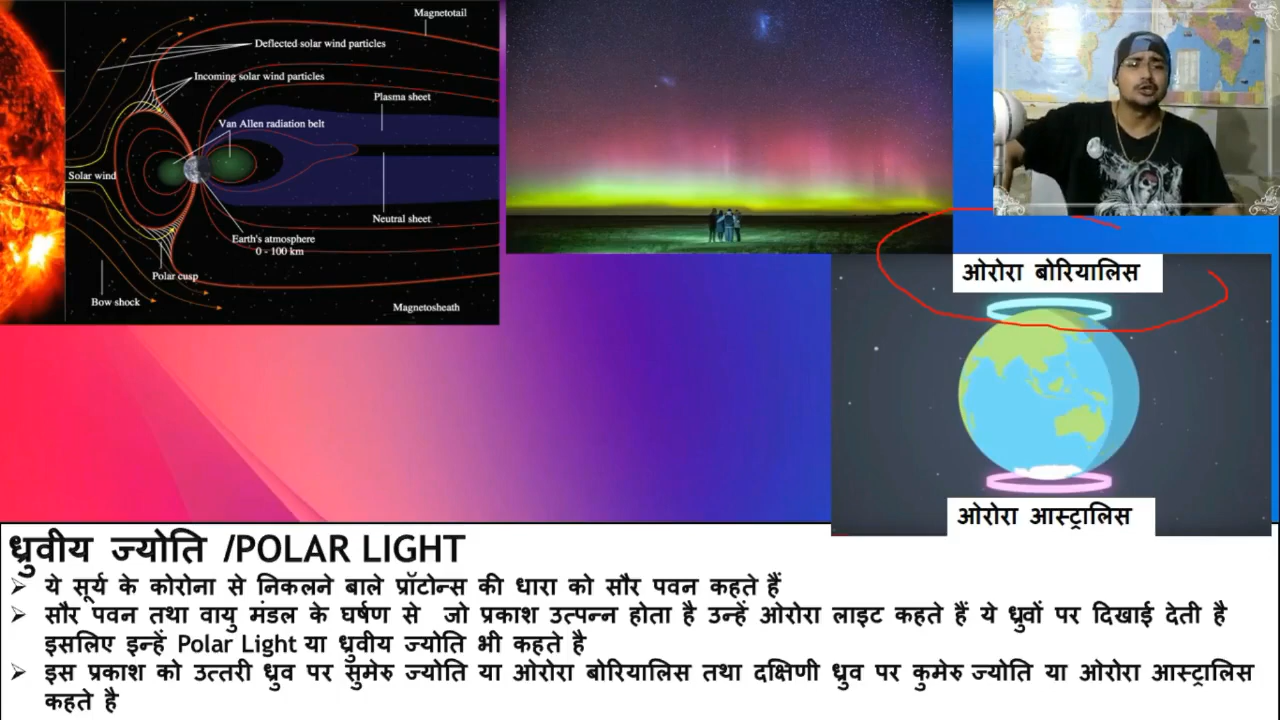 Magnetotail
Deflected solar wind particles
Incoming solar wind particles
Plasma sheet
Van Allen radiation belt
Solar wind
Neutral sheet
Earth's atmosphere
0 - 100 km
Polar cusp
Bow shock
Magnetosheath
ओरोरा बोरियालिस
ओरोरा आस्ट्रालिस
ध्रुवीय ज्योति /POLAR LIGHT
ये सूर्य के कोरोना से निकलने बाले प्रॉटोन्स की धारा को सौर पवन कहते हैं
सौर पवन तथा वायु मंडल के घर्षण से जो प्रकाश उत्पन्न होता है उन्हें ओरोरा लाइट कहते हैं ये ध्रुवों पर दिखाई देती है
इसलिए इन्हें Polar Light या ध्रुवीय ज्योति भी कहते है
इस प्रकाश को उत्तरी ध्रुव पर सुमेरु ज्योति या ओरोरा बोरियालिस तथा दक्षिणी ध्रुव पर कुमेरु ज्योति या ओरोरा आस्ट्रालिस
कहते है